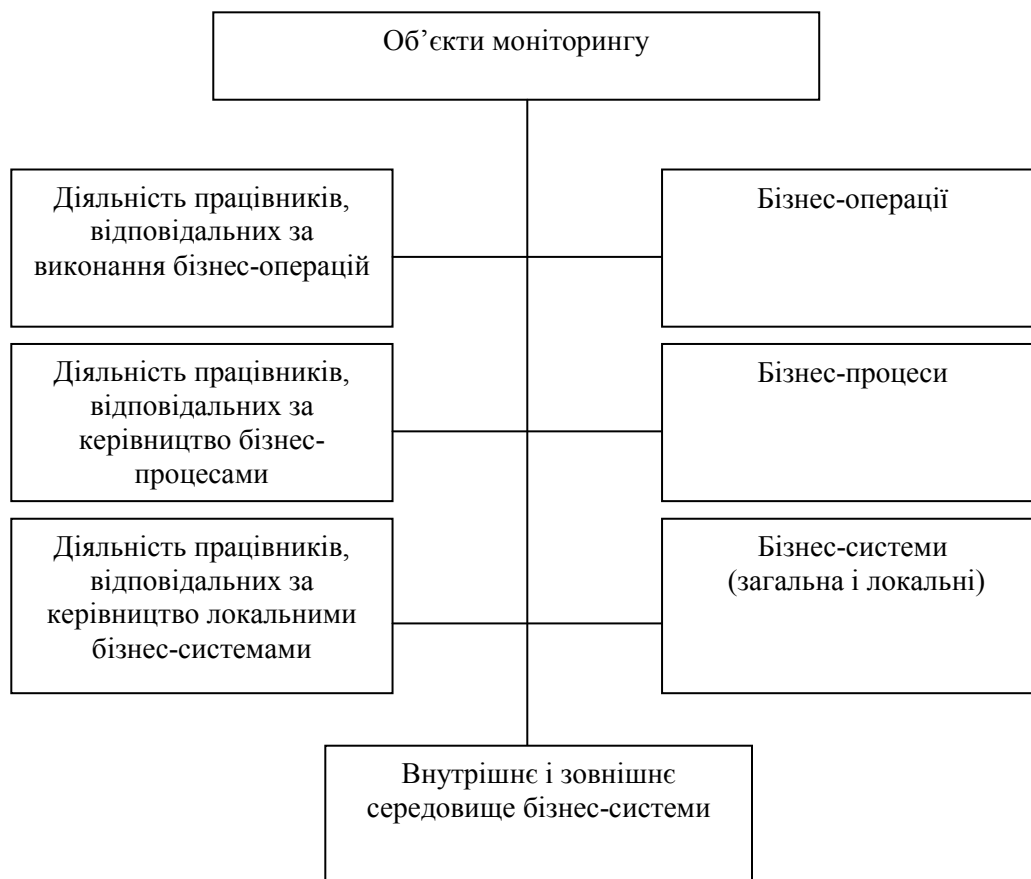 Об’єкти моніторингу
Діяльність працівників,
відповідальних за
виконання бізнес-операцій
Бізнес-операції
Діяльність працівників,
відповідальних за
керівництво бізнес-
процесами
Бізнес-процеси
Діяльність працівників,
відповідальних за
керівництво локальними
бізнес-системами
Бізнес-системи
(загальна і локальні)
Внутрішнє і зовнішнє
середовище бізнес-системи